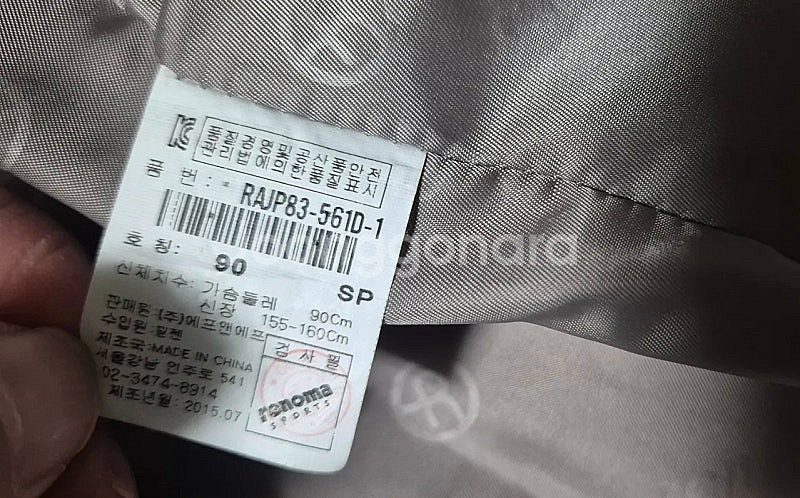 품질경영및공산품안전
관리법에의한품질표시
품 번: RAJP83-561D-1
호 칭: 90
SP
신체치수: 가슴둘레 90Cm
신장 155-160Cm
판매원: (주)에프앤에프
수입원:
제조국: MADE IN CHINA
서울강남 언주로 541
02-3474-8914
제조년월: 2015.07
검사필
renoma
SPORTS